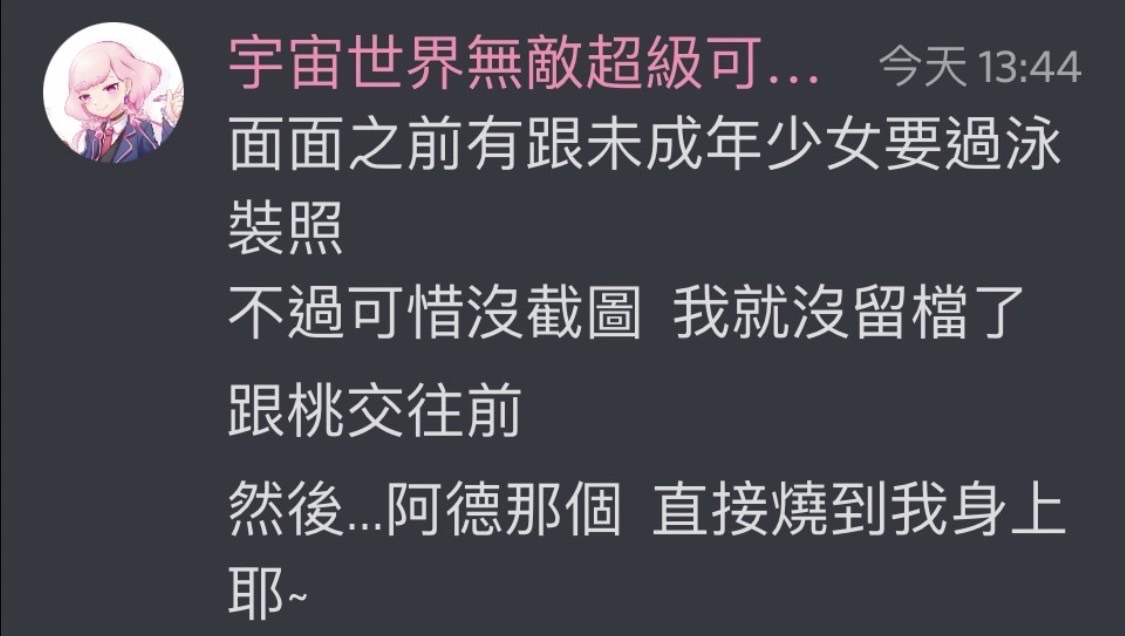 宇宙世界無敵超級可... 今天 13:44
面面之前有跟未成年少女要過泳
裝照
不過可惜沒截圖 我就沒留檔了
跟桃交往前
然後...阿德那個 直接燒到我身上
耶~